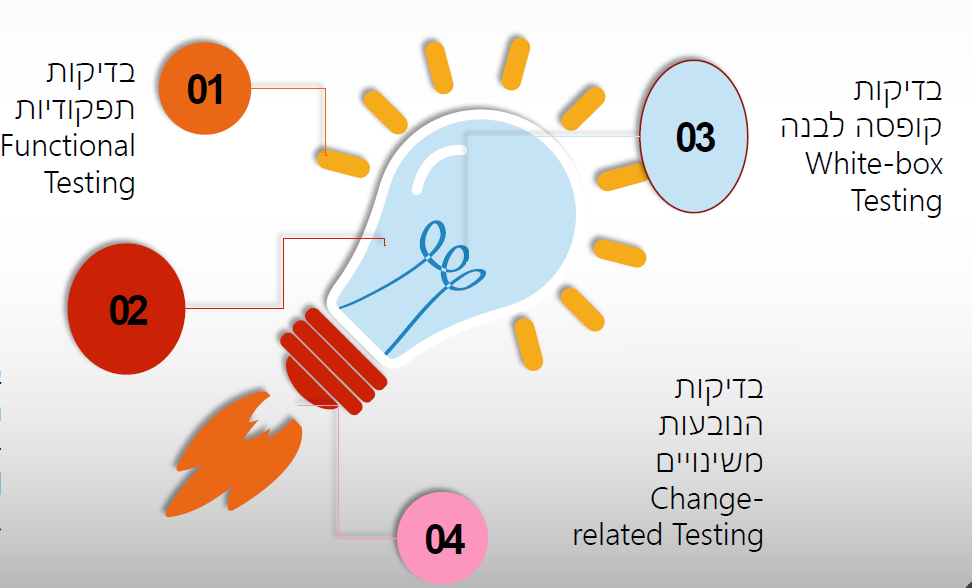 01
בדיקות
תפקודיות
Functional
Testing
02
03
בדיקות
קופסה לבנה
White-box
Testing
04
בדיקות
הנובעות
משינויים
Change-
related Testing